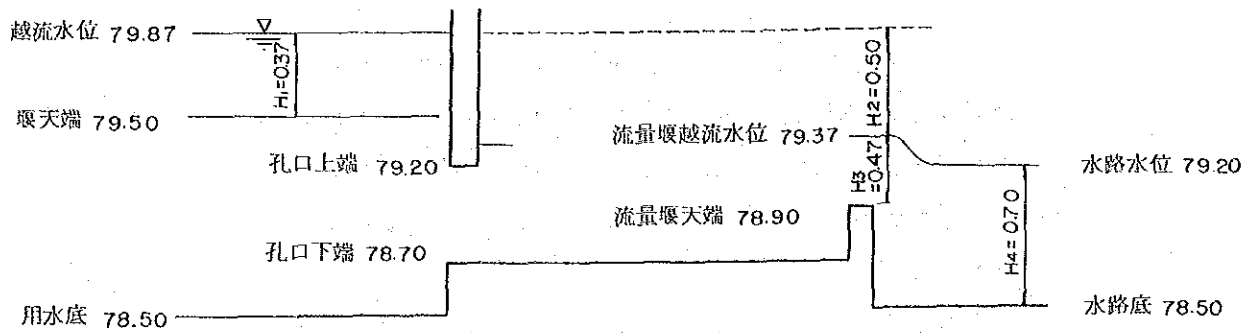 越流水位 79.87
H1=0.37
堰天端 79.50
孔口上端 79.20
孔口下端 78.70
用水底 78.50
H2=0.50
流量堰越流水位 79.37
H3=0.47
流量堰天端 78.90
水路水位 79.20
H4=0.70
水路底 78.50